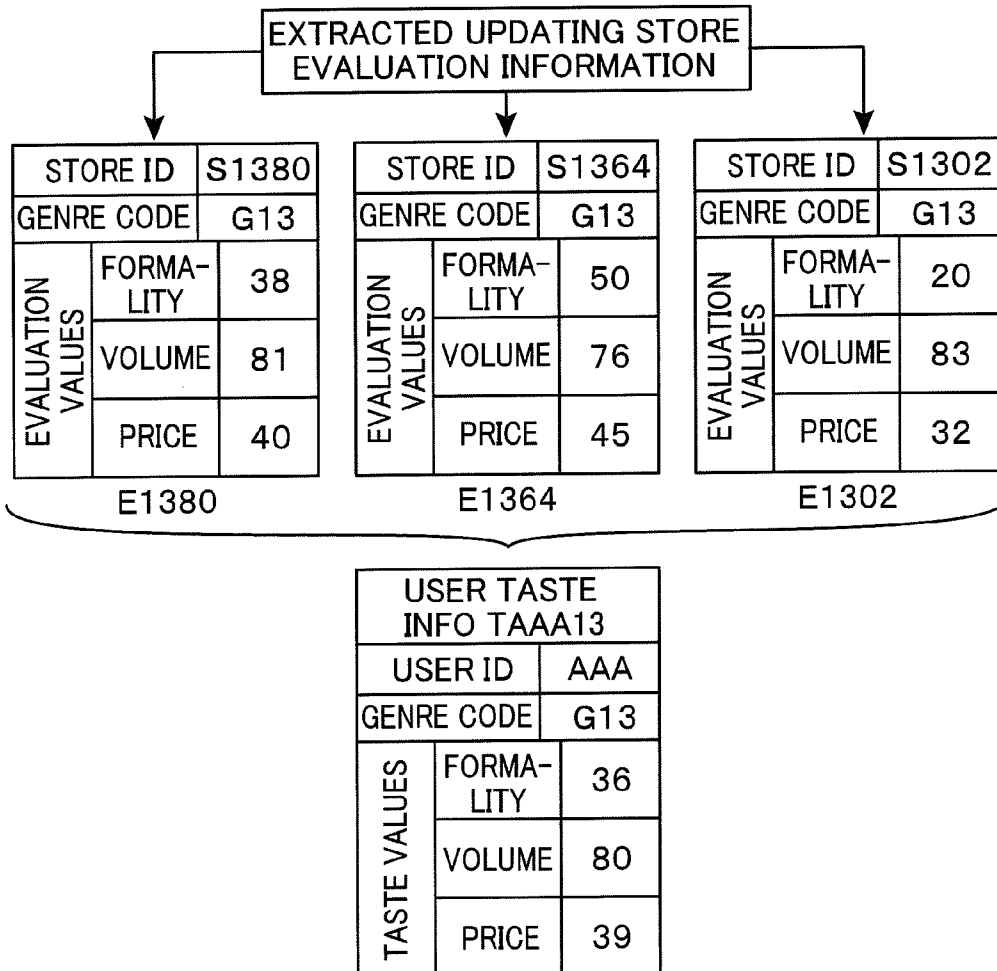 EXTRACTED UPDATING STORE
EVALUATION INFORMATION
STORE ID S1380
GENRE CODE G13
EVALUATION
VALUES
FORMA-
LITY
38
VOLUME 81
PRICE 40
E1380
STORE ID S1364
GENRE CODE G13
EVALUATION
VALUES
FORMA-
LITY
50
VOLUME 76
PRICE 45
E1364
STORE ID S1302
GENRE CODE G13
EVALUATION
VALUES
FORMA-
LITY
20
VOLUME 83
PRICE 32
E1302
USER TASTE
INFO TAAA13
USER ID AAA
GENRE CODE G13
TASTE VALUES
FORMA-
LITY
36
VOLUME 80
PRICE 39